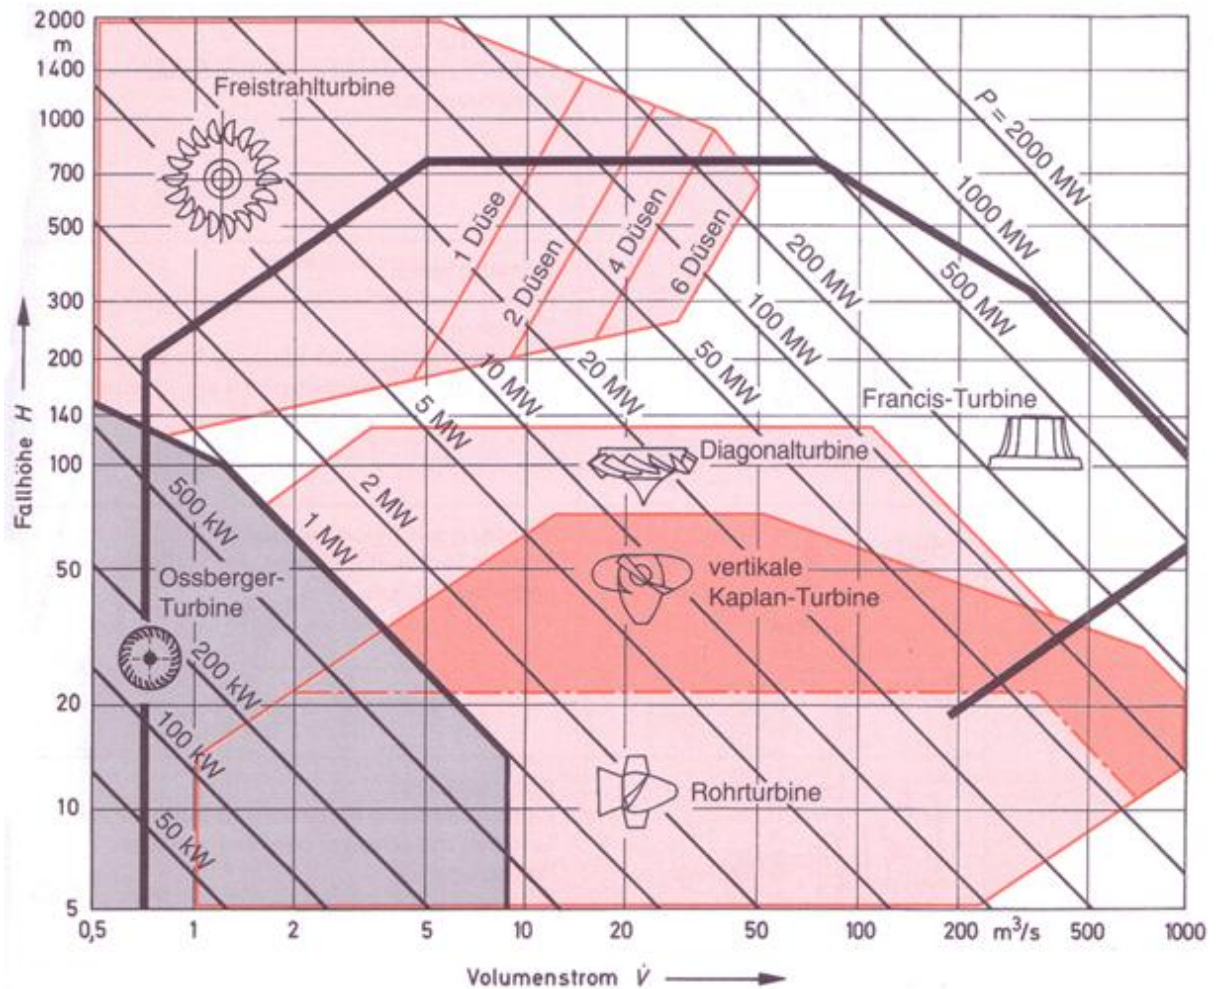 2000
m
1400
1000
700
500
300
200
140
100
50
20
10
5
Fallhöhe H
Freistrahlturbine
1 Düse
2 Düsen
4 Düsen
6 Düsen
P = 2000 MW
1000 MW
500 MW
200 MW
100 MW
50 MW
20 MW
10 MW
5 MW
2 MW
1 MW
500 kW
200 kW
100 kW
50 kW
Francis-Turbine
Diagonalturbine
vertikale
Kaplan-Turbine
Ossberger-
Turbine
Rohrturbine
0,5 1 2 5 10 20 50 100 200 m³/s 500 1000
Volumenstrom V̇